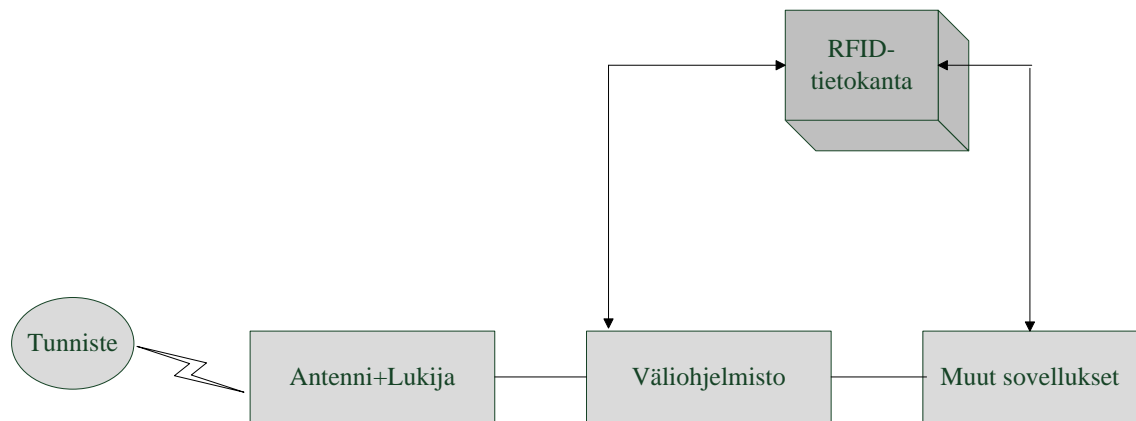 RFID-
tietokanta
Tunniste
Antenni+Lukija
Väliohjelmisto
Muut sovellukset